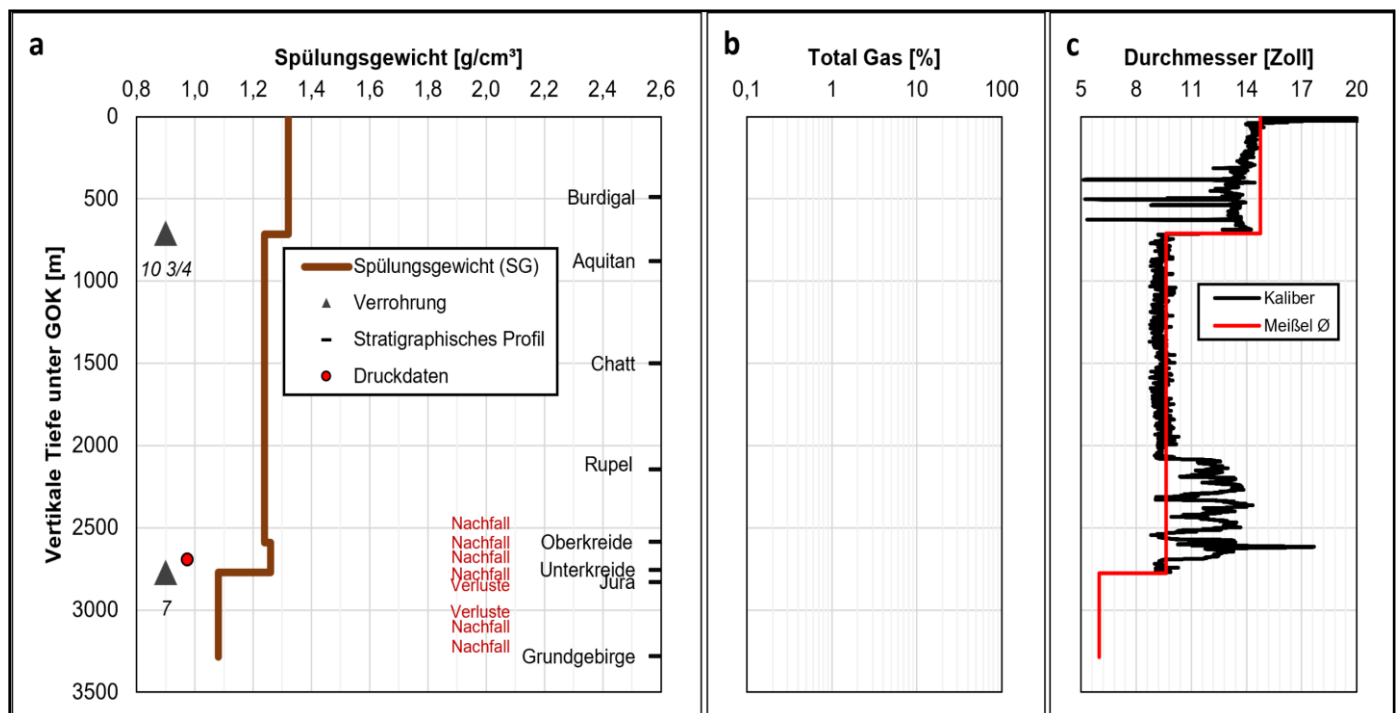 a
Spülungsgewicht [g/cm³]
0,8 1,0 1,2 1,4 1,6 1,8 2,0 2,2 2,4 2,6
Vertikale Tiefe unter GOK [m]
0
500
1000
1500
2000
2500
3000
3500
10 3/4
7
Spülungsgewicht (SG)
Verrohrung
Stratigraphisches Profil
Druckdaten
Nachfall
Nachfall
Nachfall
Nachfall
Verluste
Verluste
Nachfall
Nachfall
Burdigal
Aquitan
Chatt
Rupel
Oberkreide
Unterkreide
Jura
Grundgebirge
b
Total Gas [%]
0,1 1 10 100
c
Durchmesser [Zoll]
5 8 11 14 17 20
Kaliber
Meißel Ø